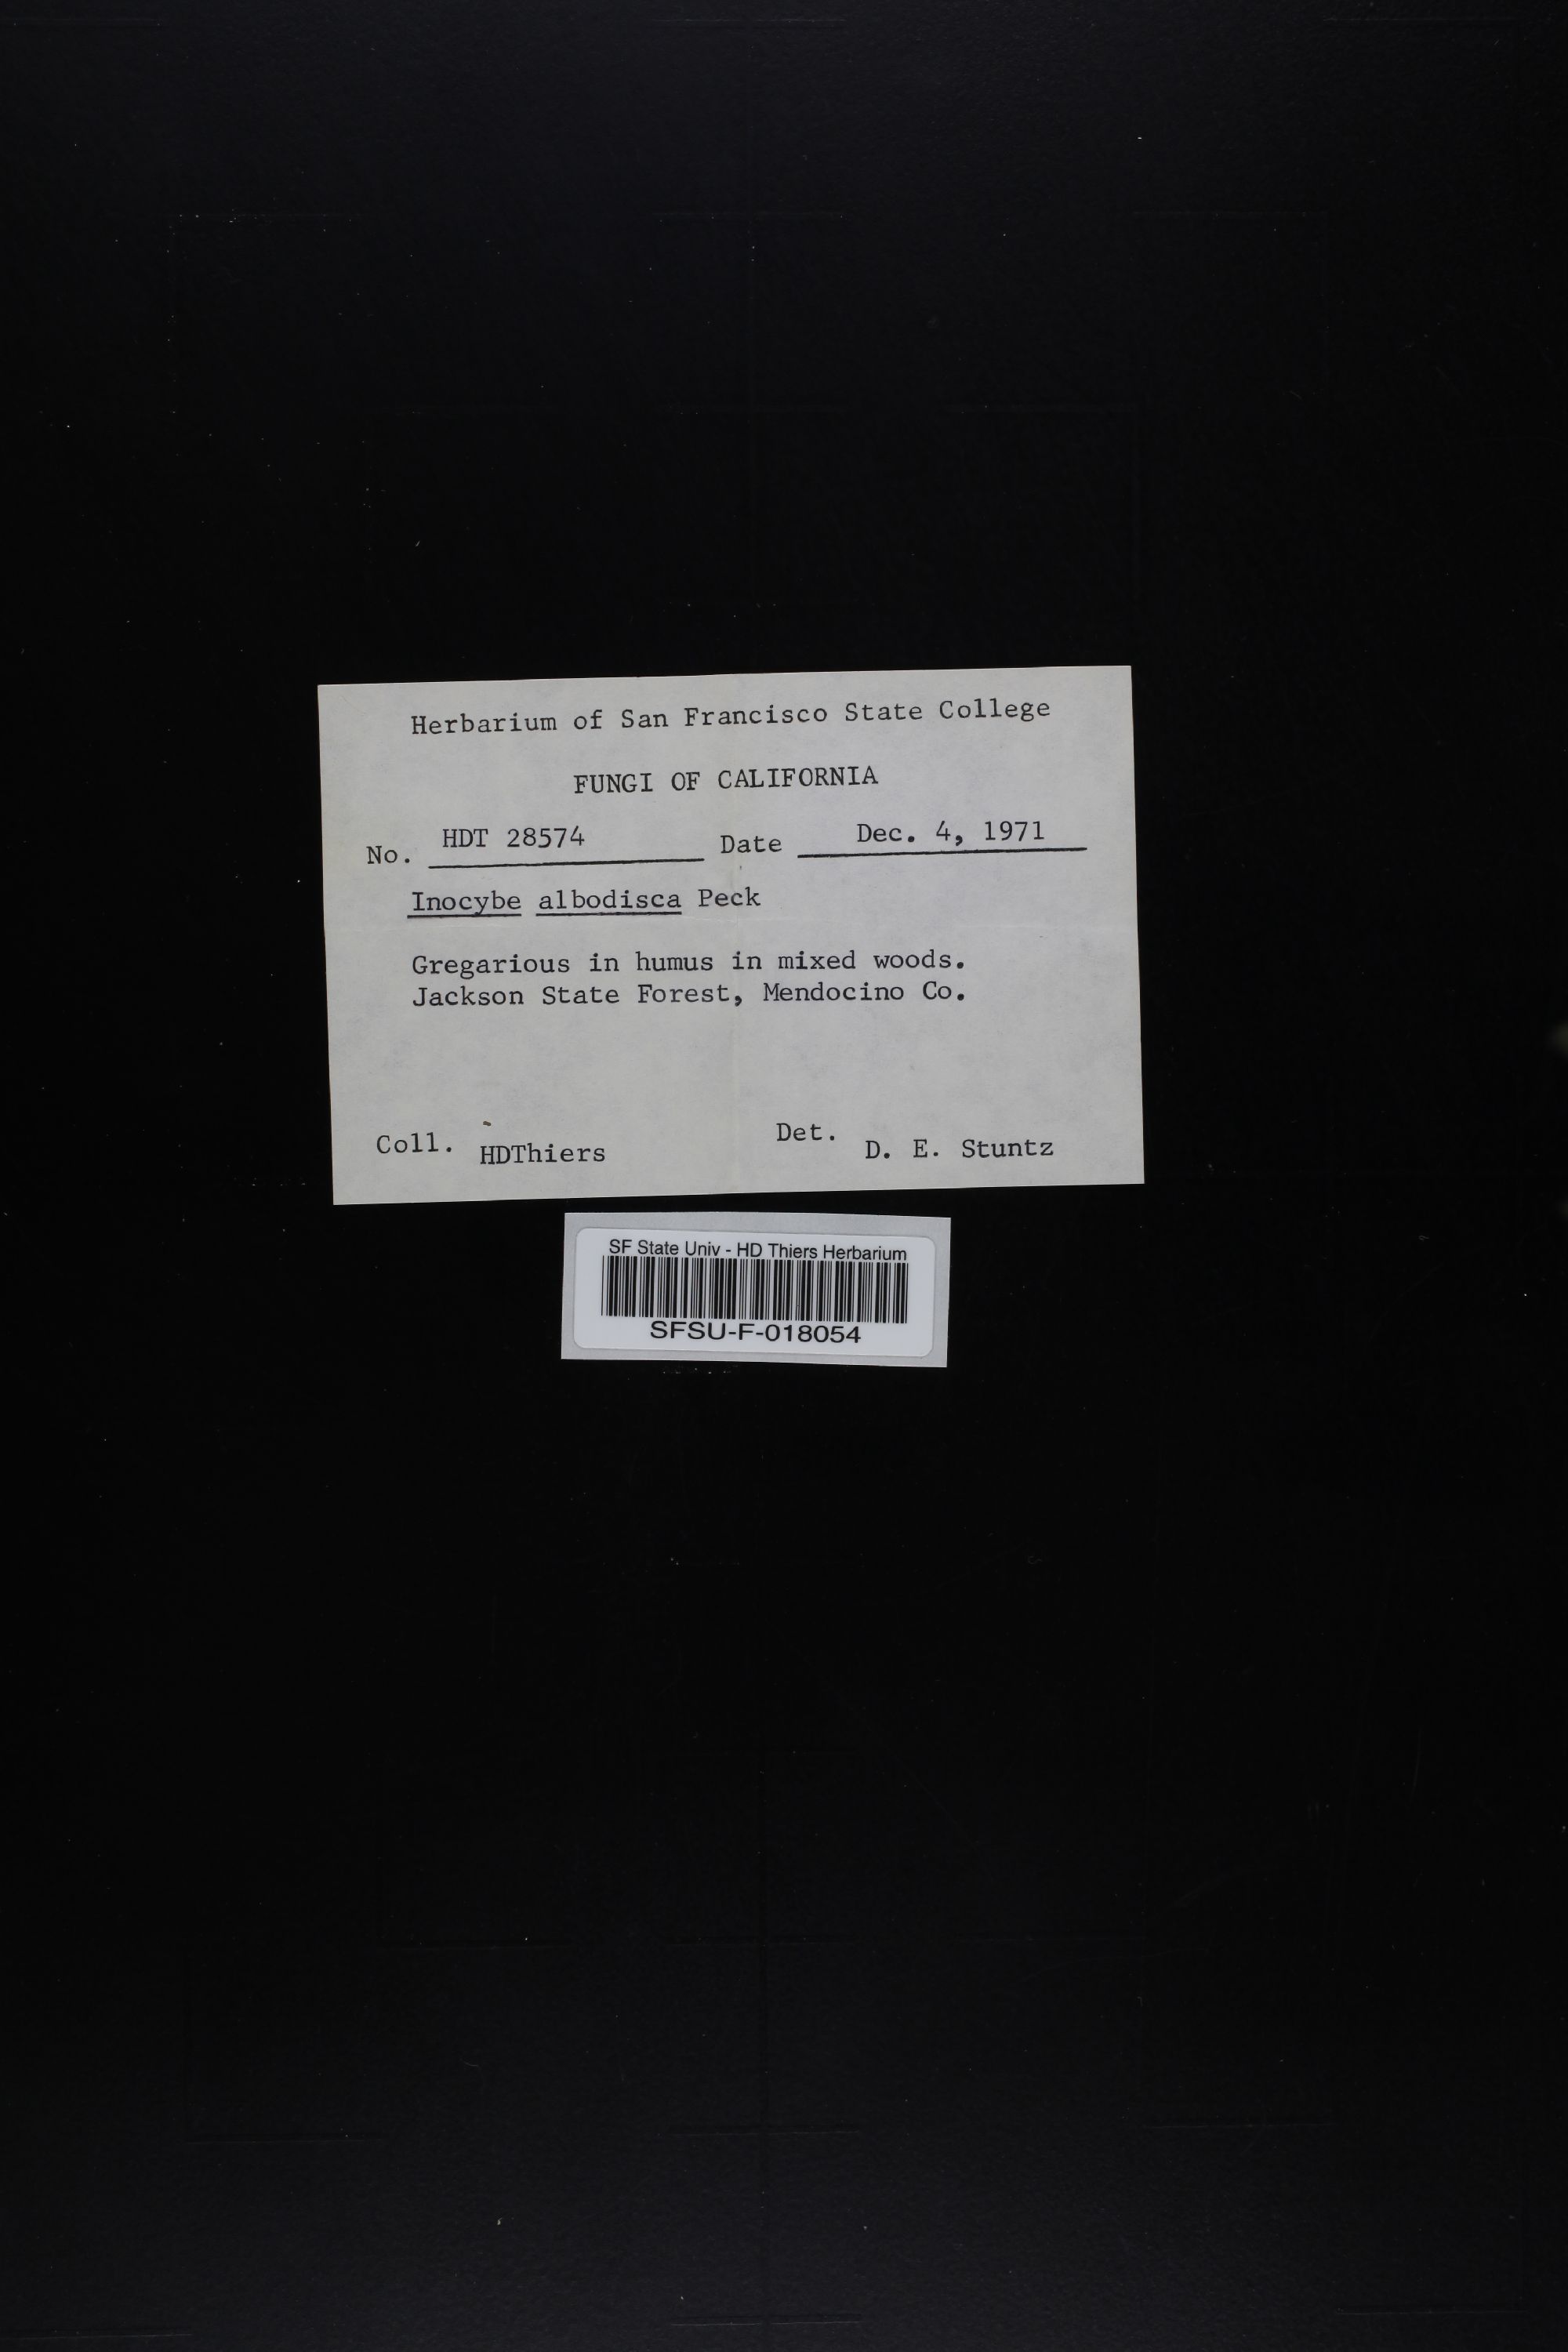 Herbarium of San Francisco State College
FUNGI OF CALIFORNIA
No. HDT 28574 Date Dec. 4, 1971
Inocybe albodisca Peck
Gregarious in humus in mixed woods.
Jackson State Forest, Mendocino Co.
Coll. HDThiers Det. D. E. Stuntz
SF State Univ - HD Thiers Herbarium
SFSU-F-018054